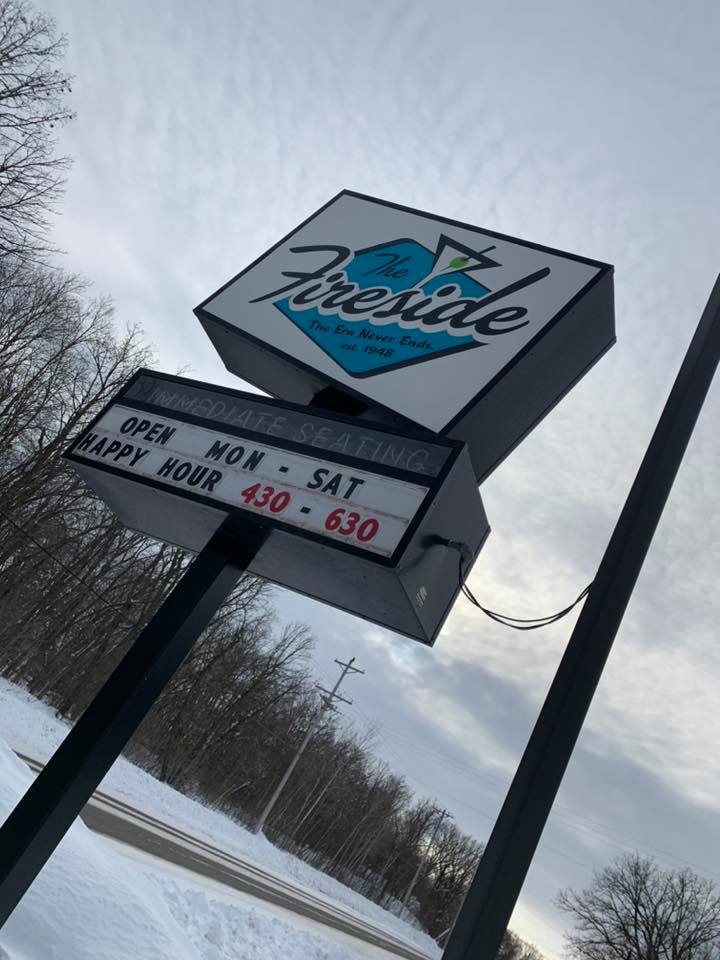 The
Fireside
The Era Never Ends.
est. 1948
IMMEDIATE SEATING
OPEN MON - SAT
HAPPY HOUR 430 - 630